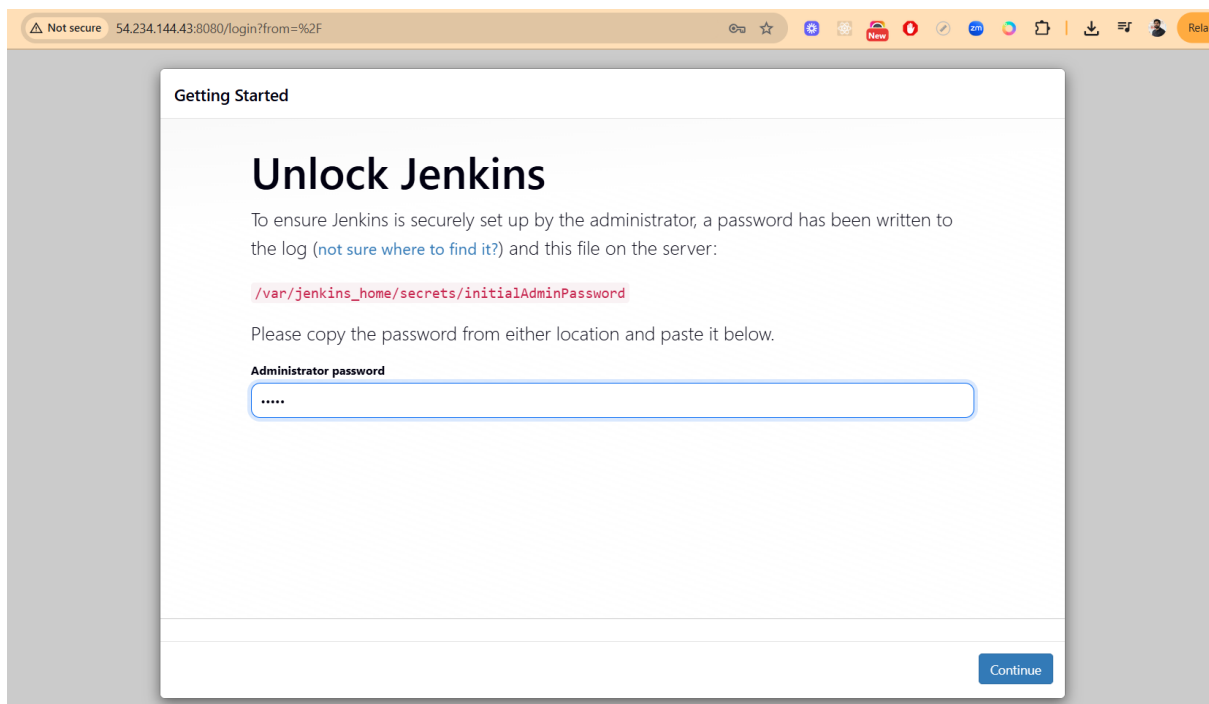 Not secure 54.234.144.43:8080/login?from=%2F New zm Rela
Getting Started
Unlock Jenkins
To ensure Jenkins is securely set up by the administrator, a password has been written to
the log (not sure where to find it?) and this file on the server:
/var/jenkins_home/secrets/initialAdminPassword
Please copy the password from either location and paste it below.
Administrator password
•••••
Continue